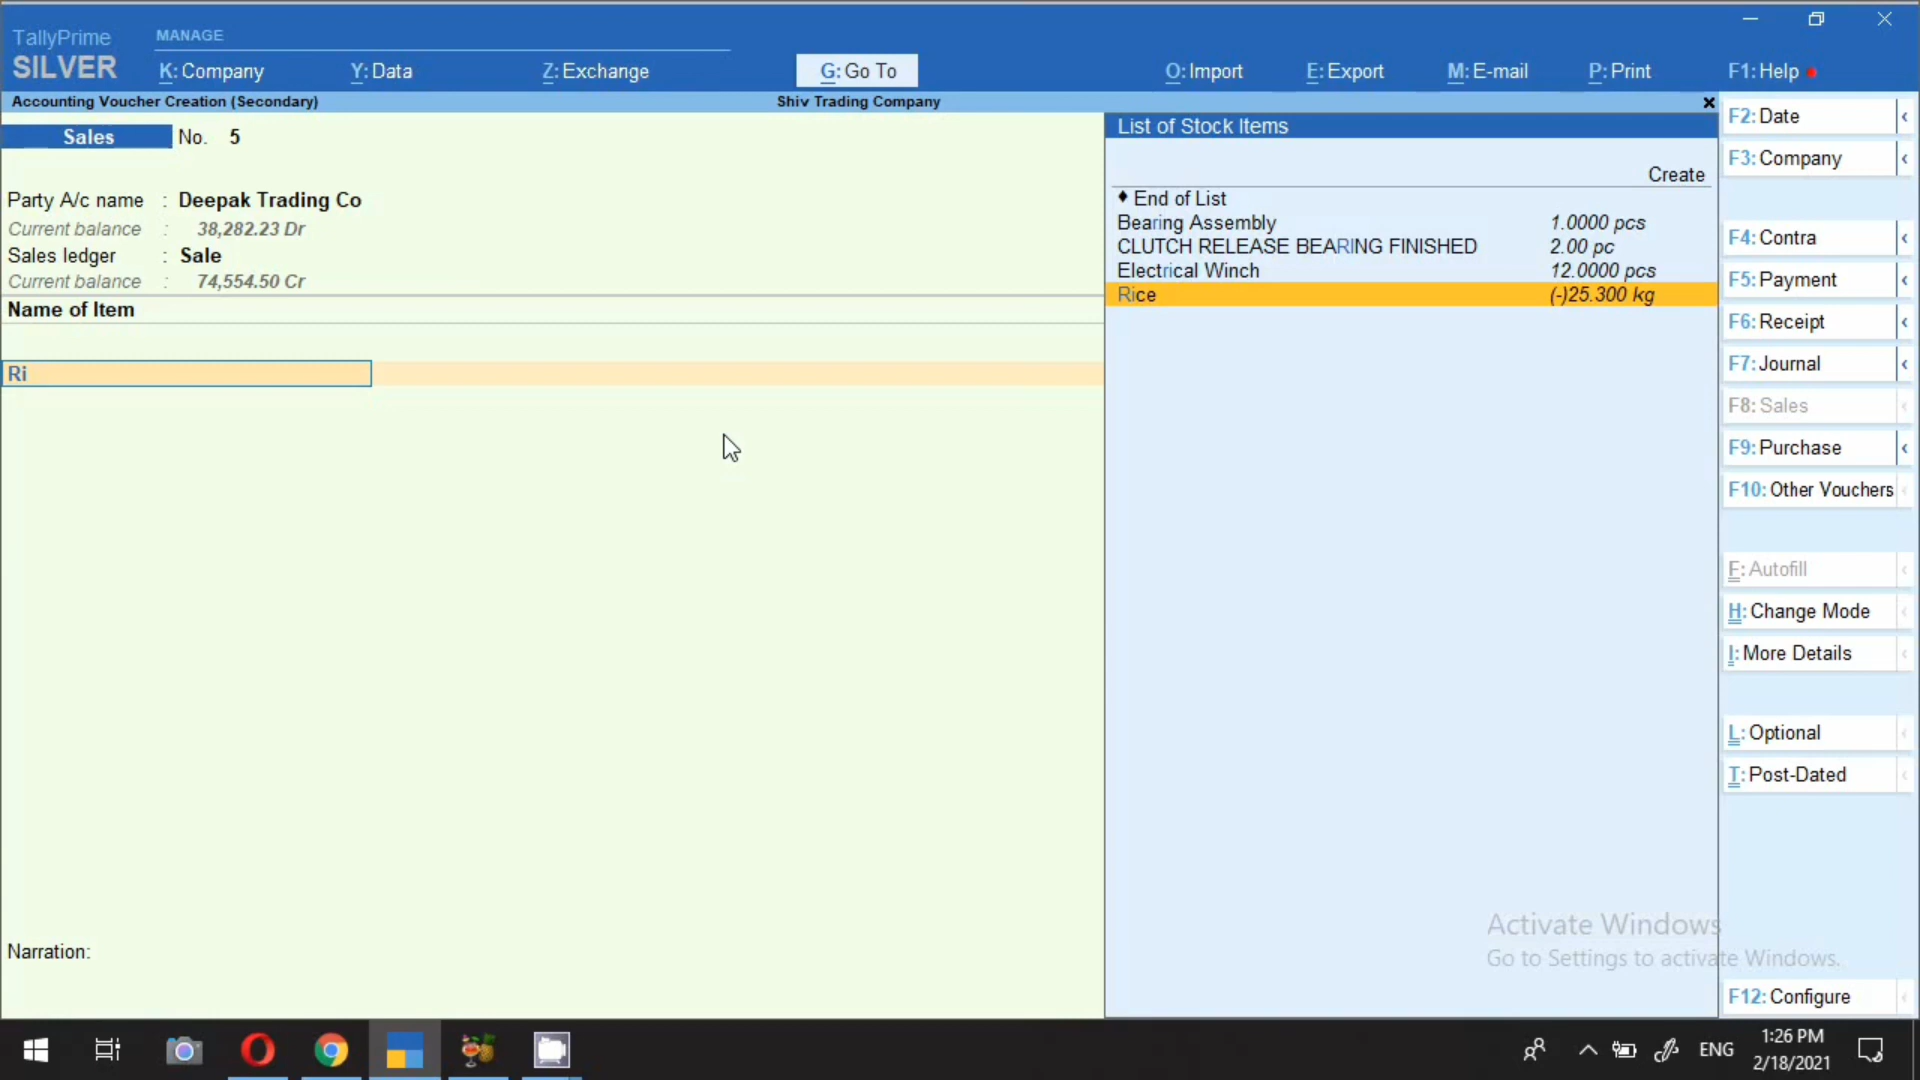 TallyPrime
SILVER
MANAGE
K: Company
Y: Data
Z: Exchange
G: Go To
O: Import
E: Export
M: E-mail
P: Print
F1: Help
Accounting Voucher Creation (Secondary)
Shiv Trading Company
Sales No. 5
Party A/c name : Deepak Trading Co
Current balance : 38,282.23 Dr
Sales ledger : Sale
Current balance : 74,554.50 Cr
Name of Item
Ri
Narration:
List of Stock Items
Create
♦ End of List
Bearing Assembly 1.0000 pcs
CLUTCH RELEASE BEARING FINISHED 2.00 pc
Electrical Winch 12.0000 pcs
Rice (-)25.300 kg
F2: Date
F3: Company
F4: Contra
F5: Payment
F6: Receipt
F7: Journal
F8: Sales
F9: Purchase
F10: Other Vouchers
F: Autofill
H: Change Mode
I: More Details
L: Optional
T: Post-Dated
F12: Configure
Activate Windows
Go to Settings to activate Windows.
ENG
1:26 PM
2/18/2021